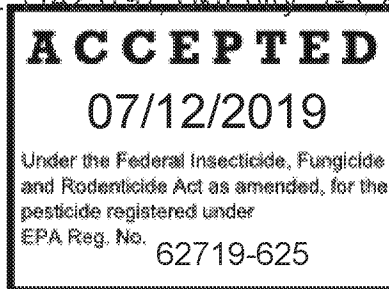 ACCEPTED
07/12/2019
Under the Federal Insecticide, Fungicide
and Rodenticide Act as amended, for the
pesticide registered under
EPA Reg. No. 62719-625